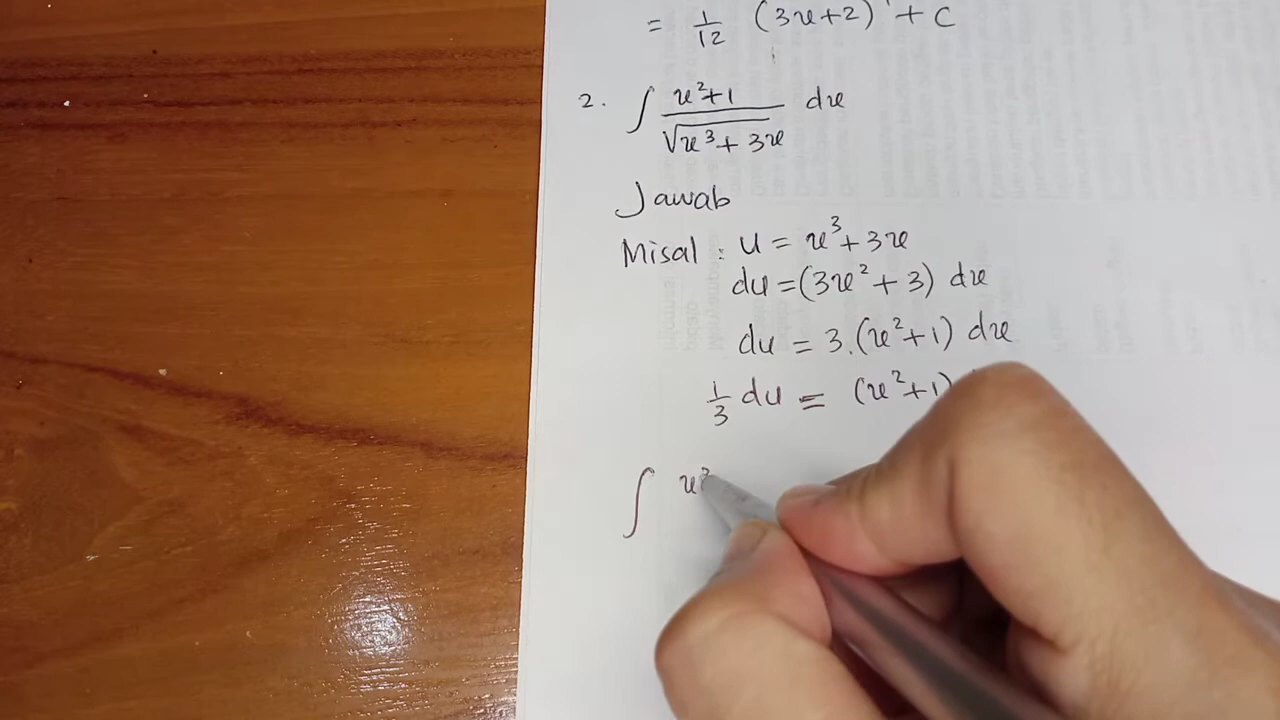 = 1/12 (3x+2) + C
2. ∫ x²+1 / √x³+3x dx
Jawab
Misal : u = x³+3x
du = (3x²+3) dx
du = 3.(x²+1) dx
1/3 du = (x²+1)
∫ x²